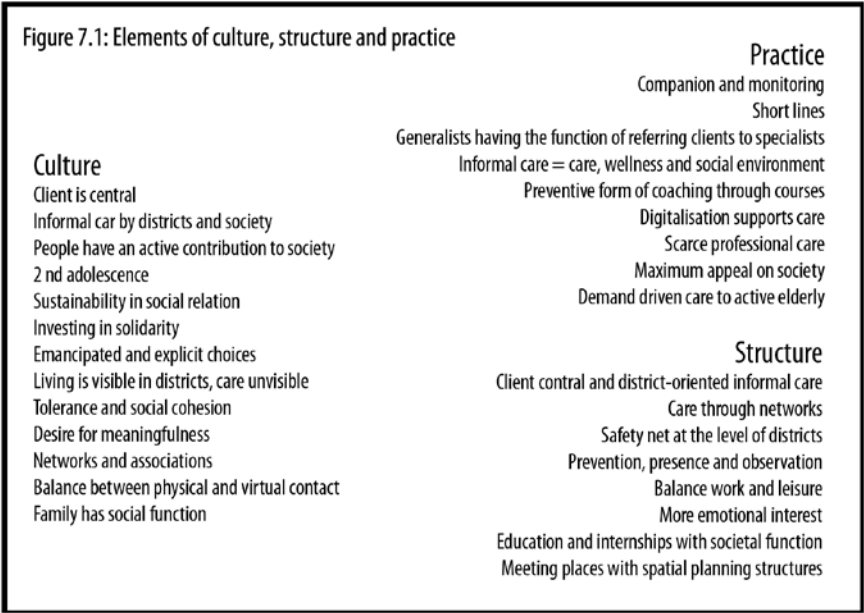 Figure 7.1: Elements of culture, structure and practice
Practice
Companion and monitoring
Short lines
Generalists having the function of referring clients to specialists
Informal care = care, wellness and social environment
Preventive form of coaching through courses
Digitalisation supports care
Scarce professional care
Maximum appeal on society
Demand driven care to active elderly
Culture
Client is central
Informal car by districts and society
People have an active contribution to society
2 nd adolescence
Sustainability in social relation
Investing in solidarity
Emancipated and explicit choices
Living is visible in districts, care unvisible
Tolerance and social cohesion
Desire for meaningfulness
Networks and associations
Balance between physical and virtual contact
Family has social function
Structure
Client contral and district-oriented informal care
Care through networks
Safety net at the level of districts
Prevention, presence and observation
Balance work and leisure
More emotional interest
Education and internships with societal function
Meeting places with spatial planning structures